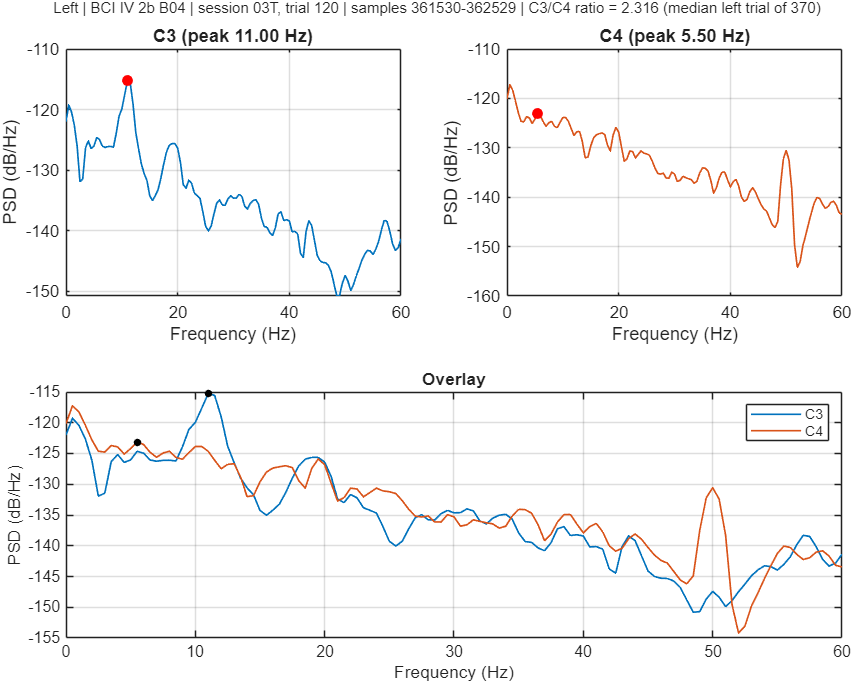 Left | BCI IV 2b B04 | session 03T, trial 120 | samples 361530-362529 | C3/C4 ratio = 2.316 (median left trial of 370)
C3 (peak 11.00 Hz)
-110
-120
-130
-140
-150
0 20 40 60
PSD (dB/Hz)
Frequency (Hz)
C4 (peak 5.50 Hz)
-110
-120
-130
-140
-150
-160
0 20 40 60
PSD (dB/Hz)
Frequency (Hz)
Overlay
-115
-120
-125
-130
-135
-140
-145
-150
-155
0 10 20 30 40 50 60
PSD (dB/Hz)
Frequency (Hz)
C3
C4